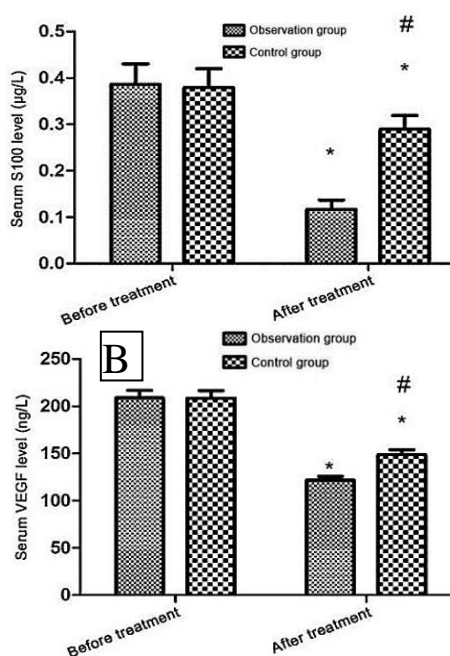 0.5
0.4
0.3
0.2
0.1
0.0
Serum S100 level (µg/L)
Observation group
Control group
#
*
*
Before treatment
After treatment
B
250
200
150
100
50
0
Serum VEGF level (ng/L)
Observation group
Control group
#
*
*
Before treatment
After treatment